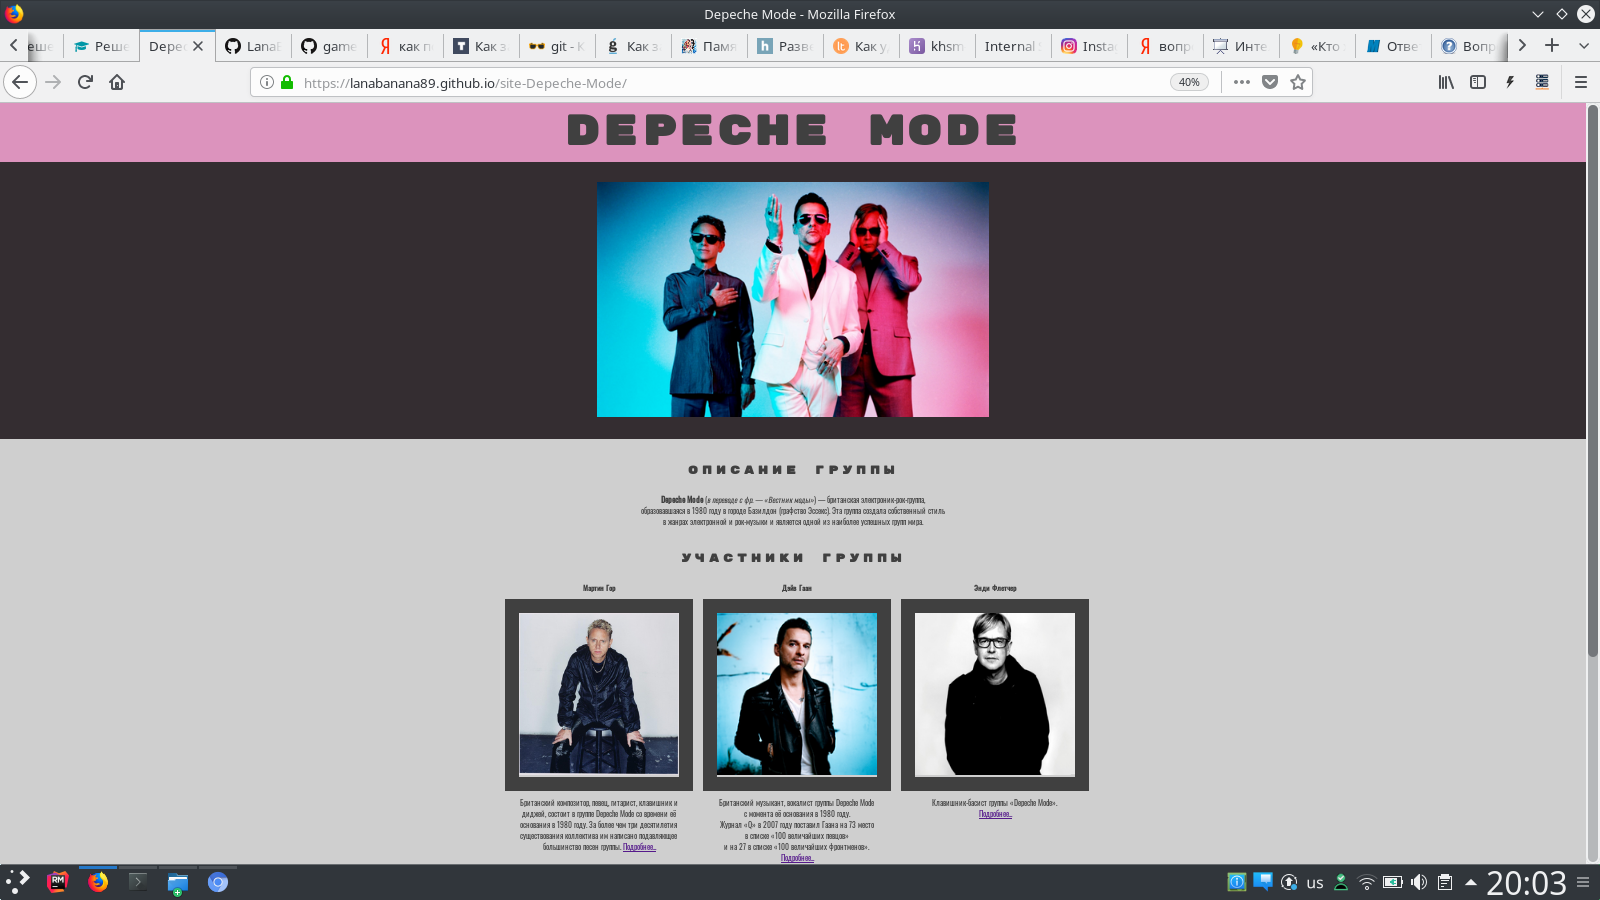 Depeche Mode - Mozilla Firefox
Реше
Depec
LanaB
game
как п
Как з
git - К
Как з
Памя
Разве
Как у
khsm
Internal S
Insta
вопр
Инте
«Кто
Отве
Вопр
https://lanabanana89.github.io/site-Depeche-Mode/
40%
DEPECHE MODE
ОПИСАНИЕ ГРУППЫ
Depeche Mode (в переводе с фр. — «Вестник моды») — британская электроник-рок-группа,
образовавшаяся в 1980 году в городе Базилдон (графство Эссекс). Эта группа создала собственный стиль
в жанрах электронной и рок-музыки и является одной из наиболее успешных групп мира.
УЧАСТНИКИ ГРУППЫ
Мартин Гор
Дэйв Гаан
Энди Флетчер
Британский композитор, певец, гитарист, клавишник и
диджей, состоит в группе Depeche Mode со времени её
основания в 1980 году. За более чем три десятилетия
существования коллектива им написано подавляющее
большинство песен группы. Подробнее...
Британский музыкант, вокалист группы Depeche Mode
с момента её основания в 1980 году.
Журнал «Q» в 2007 году поставил Гаана на 73 место
в списке «100 величайших певцов»
и на 27 в списке «100 величайших фронтменов».
Подробнее...
Клавишник-басист группы «Depeche Mode».
Подробнее...
RM
us
20:03